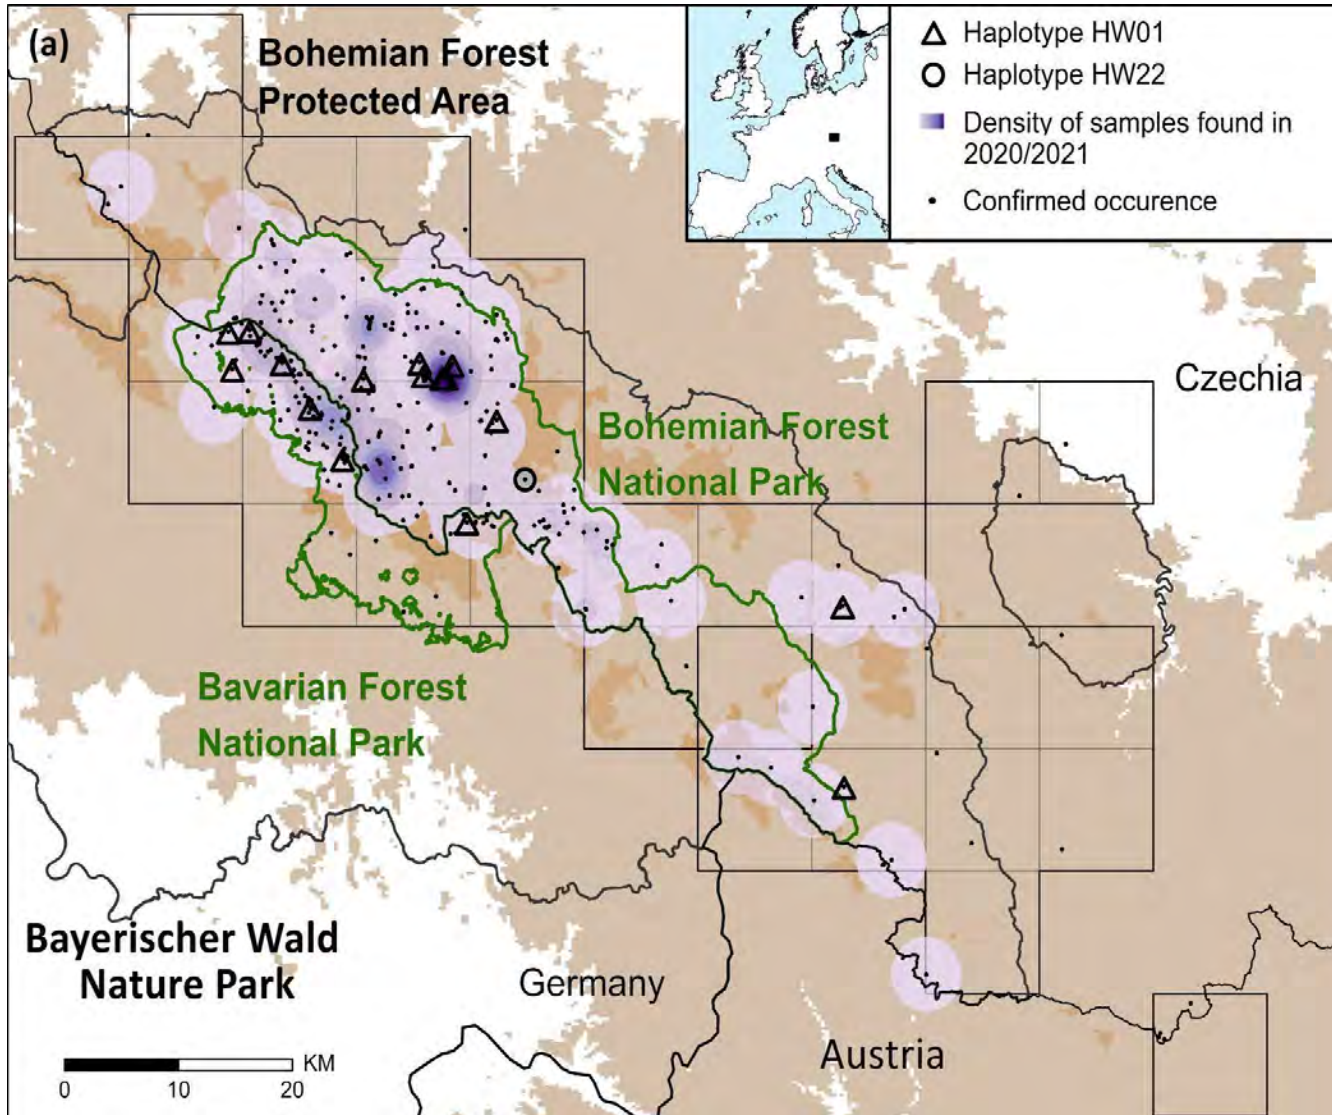 (a)
Bohemian Forest
Protected Area
Haplotype HW01
Haplotype HW22
Density of samples found in
2020/2021
Confirmed occurence
Czechia
Bohemian Forest
National Park
Bavarian Forest
National Park
Bayerischer Wald
Nature Park
Germany
Austria
KM
0
10
20